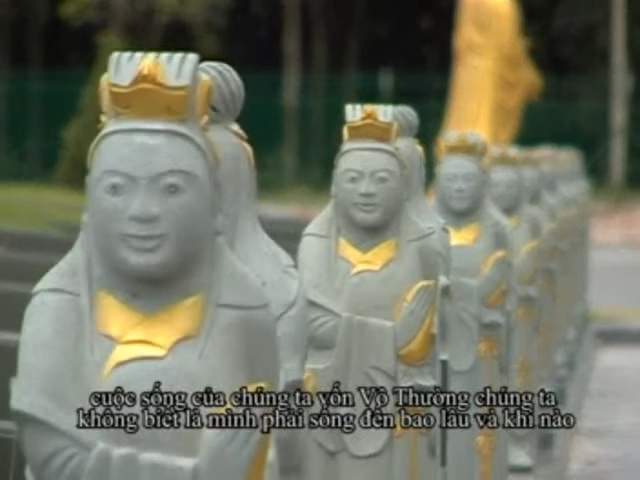 cuộc sống của chúng ta vốn Vô Thường chúng ta
không biết là mình phải sống đến bao lâu và khi nào